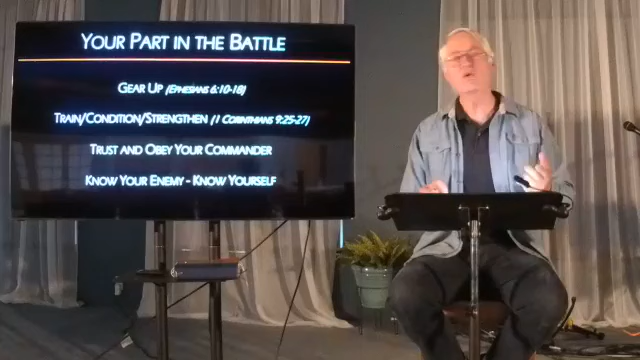 Your Part in the Battle
Gear Up (Ephesians 6:10-18)
Train/Condition/Strengthen (1 Corinthians 9:25-27)
Trust and Obey Your Commander
Know Your Enemy - Know Yourself